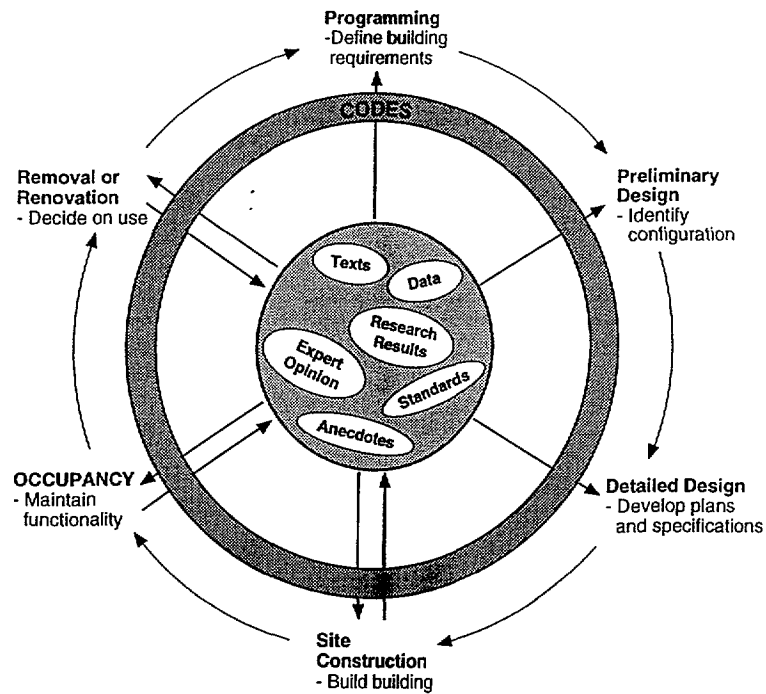 Programming
-Define building
requirements
CODES
Removal or
Renovation
- Decide on use
Preliminary
Design
- Identify
configuration
Texts
Data
Research
Results
Expert
Opinion
Standards
Anecdotes
OCCUPANCY
- Maintain
functionality
Detailed Design
- Develop plans
and specifications
Site
Construction
- Build building